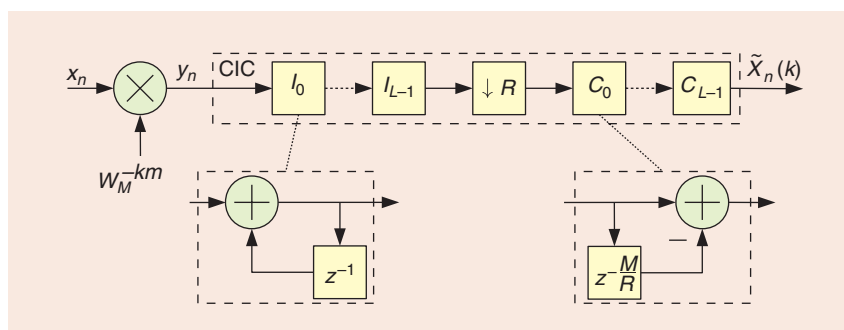 x_n
y_n
CIC
I_0
I_{L–1}
↓ R
C_0
C_{L–1}
X̃_n(k)
W_M^{–km}
z^{–1}
z^{–M/R}